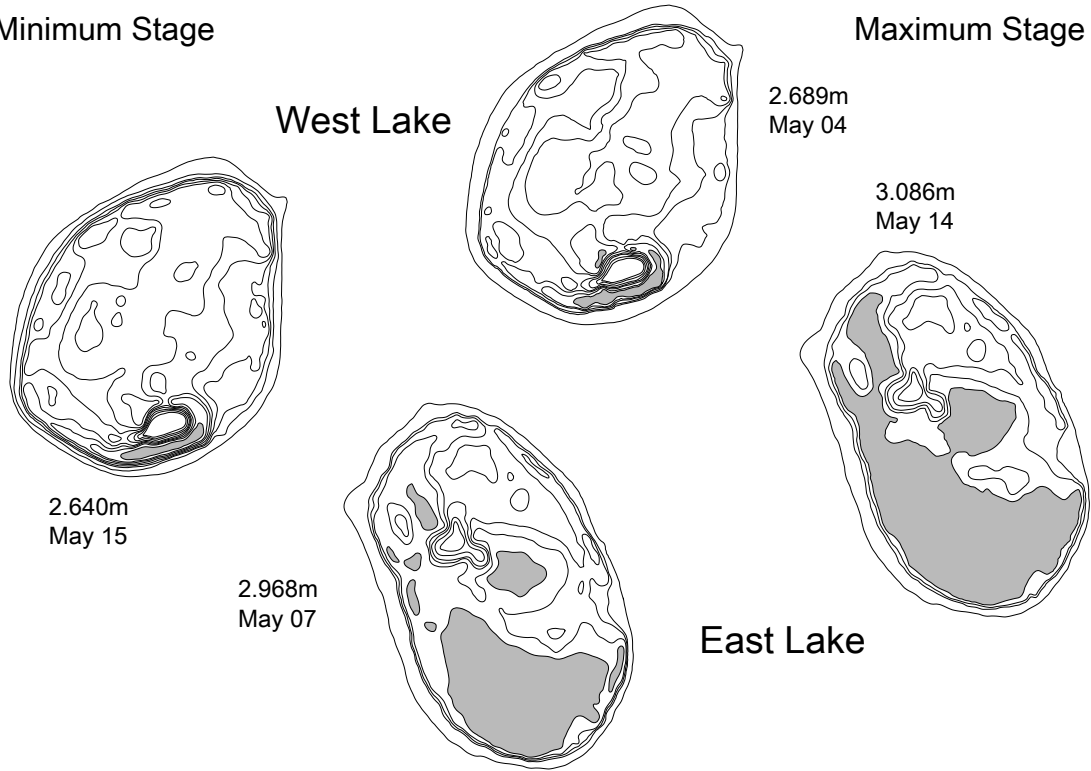 Minimum Stage
Maximum Stage
West Lake
2.689m
May 04
3.086m
May 14
2.640m
May 15
2.968m
May 07
East Lake